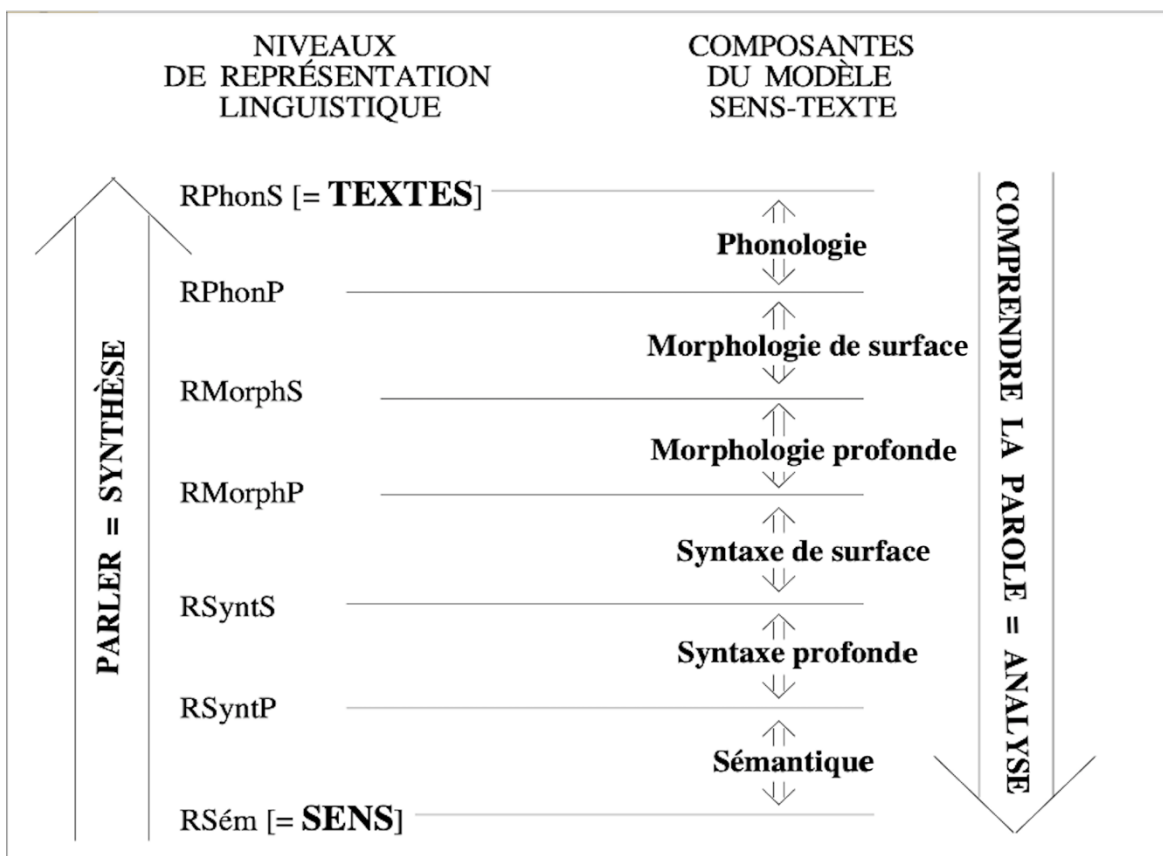 NIVEAUX
DE REPRÉSENTATION
LINGUISTIQUE
COMPOSANTES
DU MODÈLE
SENS-TEXTE
RPhonS [= TEXTES]
Phonologie
RPhonP
Morphologie de surface
RMorphS
Morphologie profonde
RMorphP
Syntaxe de surface
RSyntS
Syntaxe profonde
RSyntP
Sémantique
RSém [= SENS]
PARLER = SYNTHÈSE
COMPRENDRE LA PAROLE = ANALYSE